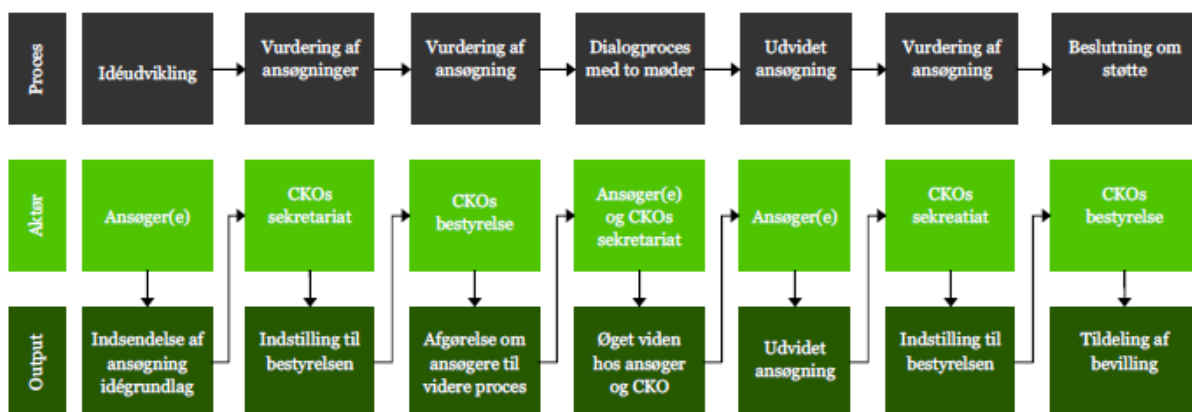 Proces
Idéudvikling
Vurdering af
ansøgninger
Vurdering af
ansøgning
Dialogproces
med to møder
Udvidet
ansøgning
Vurdering af
ansøgning
Beslutning om
støtte
Aktør
Ansøger(e)
CKOs
sekretariat
CKOs
bestyrelse
Ansøger(e)
og CKOs
sekretariat
Ansøger(e)
CKOs
sekreatiat
CKOs
bestyrelse
Output
Indsendelse af
ansøgning
idégrundlag
Indstilling til
bestyrelsen
Afgørelse om
ansøgere til
videre proces
Øget viden
hos ansøger
og CKO
Udvidet
ansøgning
Indstilling til
bestyrelsen
Tildeling af
bevilling